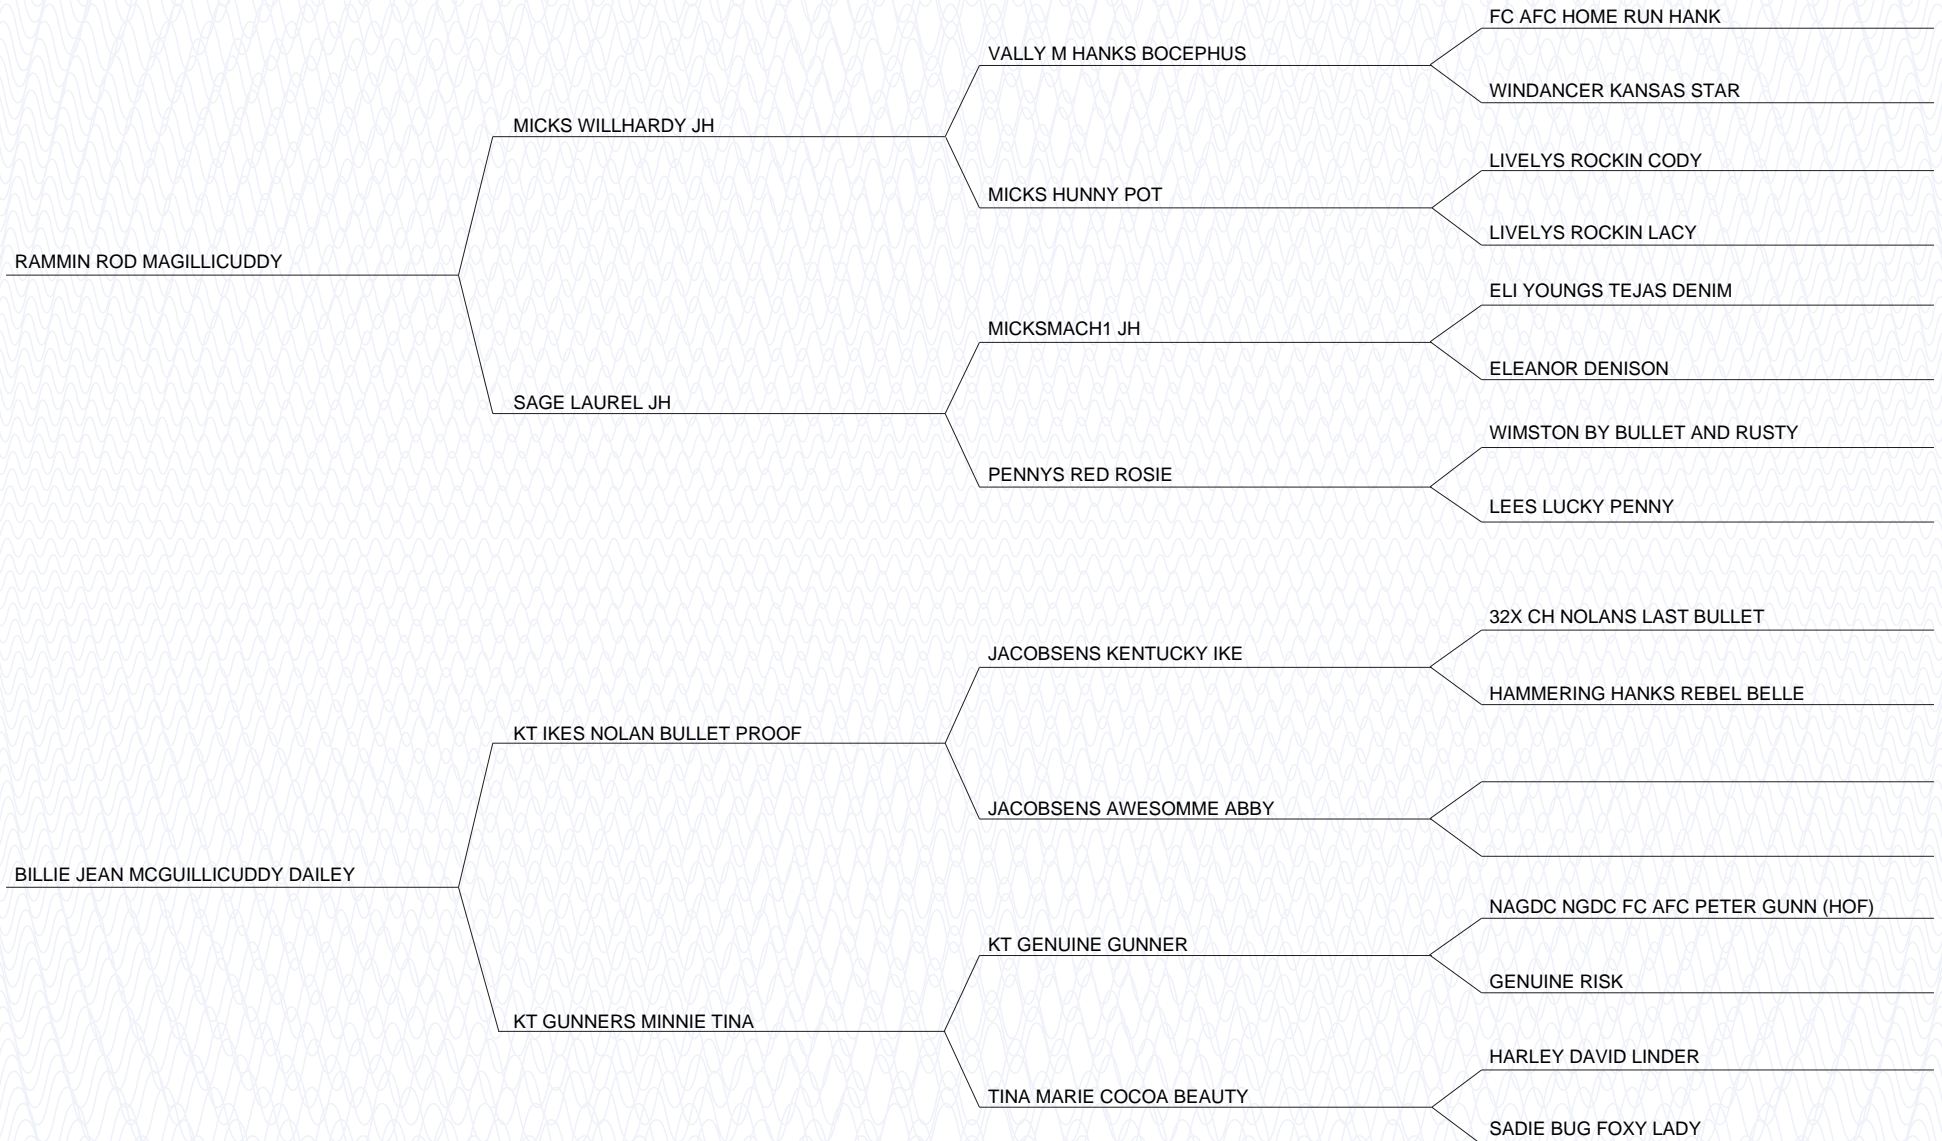 FC AFC HOME RUN HANK
VALLY M HANKS BOCEPHUS
WINDANCER KANSAS STAR
MICKS WILLHARDY JH
LIVELYS ROCKIN CODY
MICKS HUNNY POT
LIVELYS ROCKIN LACY
RAMMIN ROD MAGILLICUDDY
ELI YOUNGS TEJAS DENIM
MICKSMACH1 JH
ELEANOR DENISON
SAGE LAUREL JH
WIMSTON BY BULLET AND RUSTY
PENNYS RED ROSIE
LEES LUCKY PENNY
32X CH NOLANS LAST BULLET
JACOBSENS KENTUCKY IKE
HAMMERING HANKS REBEL BELLE
KT IKES NOLAN BULLET PROOF
JACOBSENS AWESOMME ABBY
BILLIE JEAN MCGUILLICUDDY DAILEY
NAGDC NGDC FC AFC PETER GUNN (HOF)
KT GENUINE GUNNER
GENUINE RISK
KT GUNNERS MINNIE TINA
HARLEY DAVID LINDER
TINA MARIE COCOA BEAUTY
SADIE BUG FOXY LADY